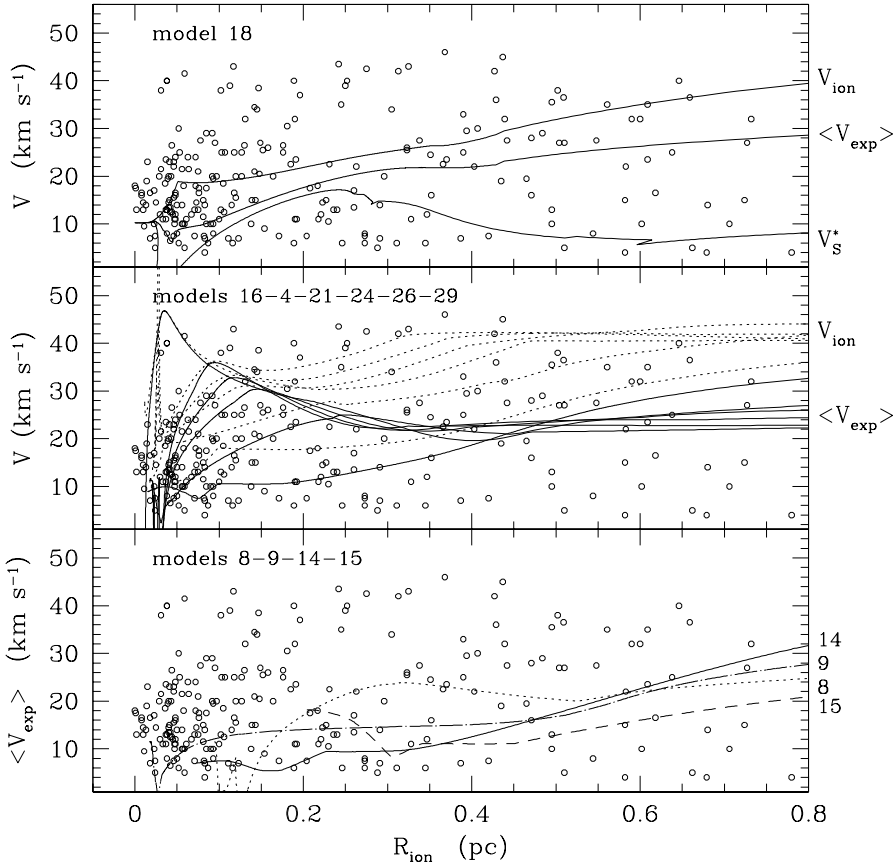 50
40
30
20
10
V (km s⁻¹)
model 18
V_ion
<V_exp>
V_S^*
50
40
30
20
10
V (km s⁻¹)
models 16-4-21-24-26-29
V_ion
<V_exp>
50
40
30
20
10
<V_exp> (km s⁻¹)
models 8-9-14-15
14
9
8
15
0 0.2 0.4 0.6 0.8
R_ion (pc)